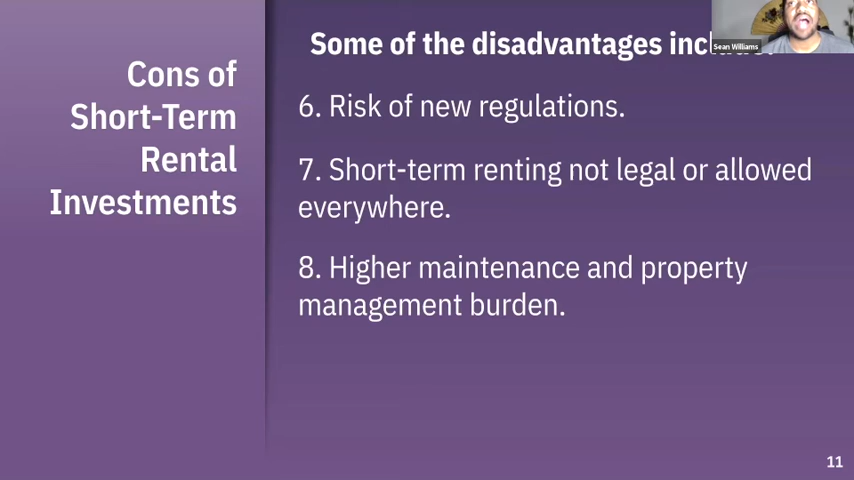 Cons of
Short-Term
Rental
Investments
Some of the disadvantages
Sean Williams
6. Risk of new regulations.
7. Short-term renting not legal or allowed
everywhere.
8. Higher maintenance and property
management burden.
11